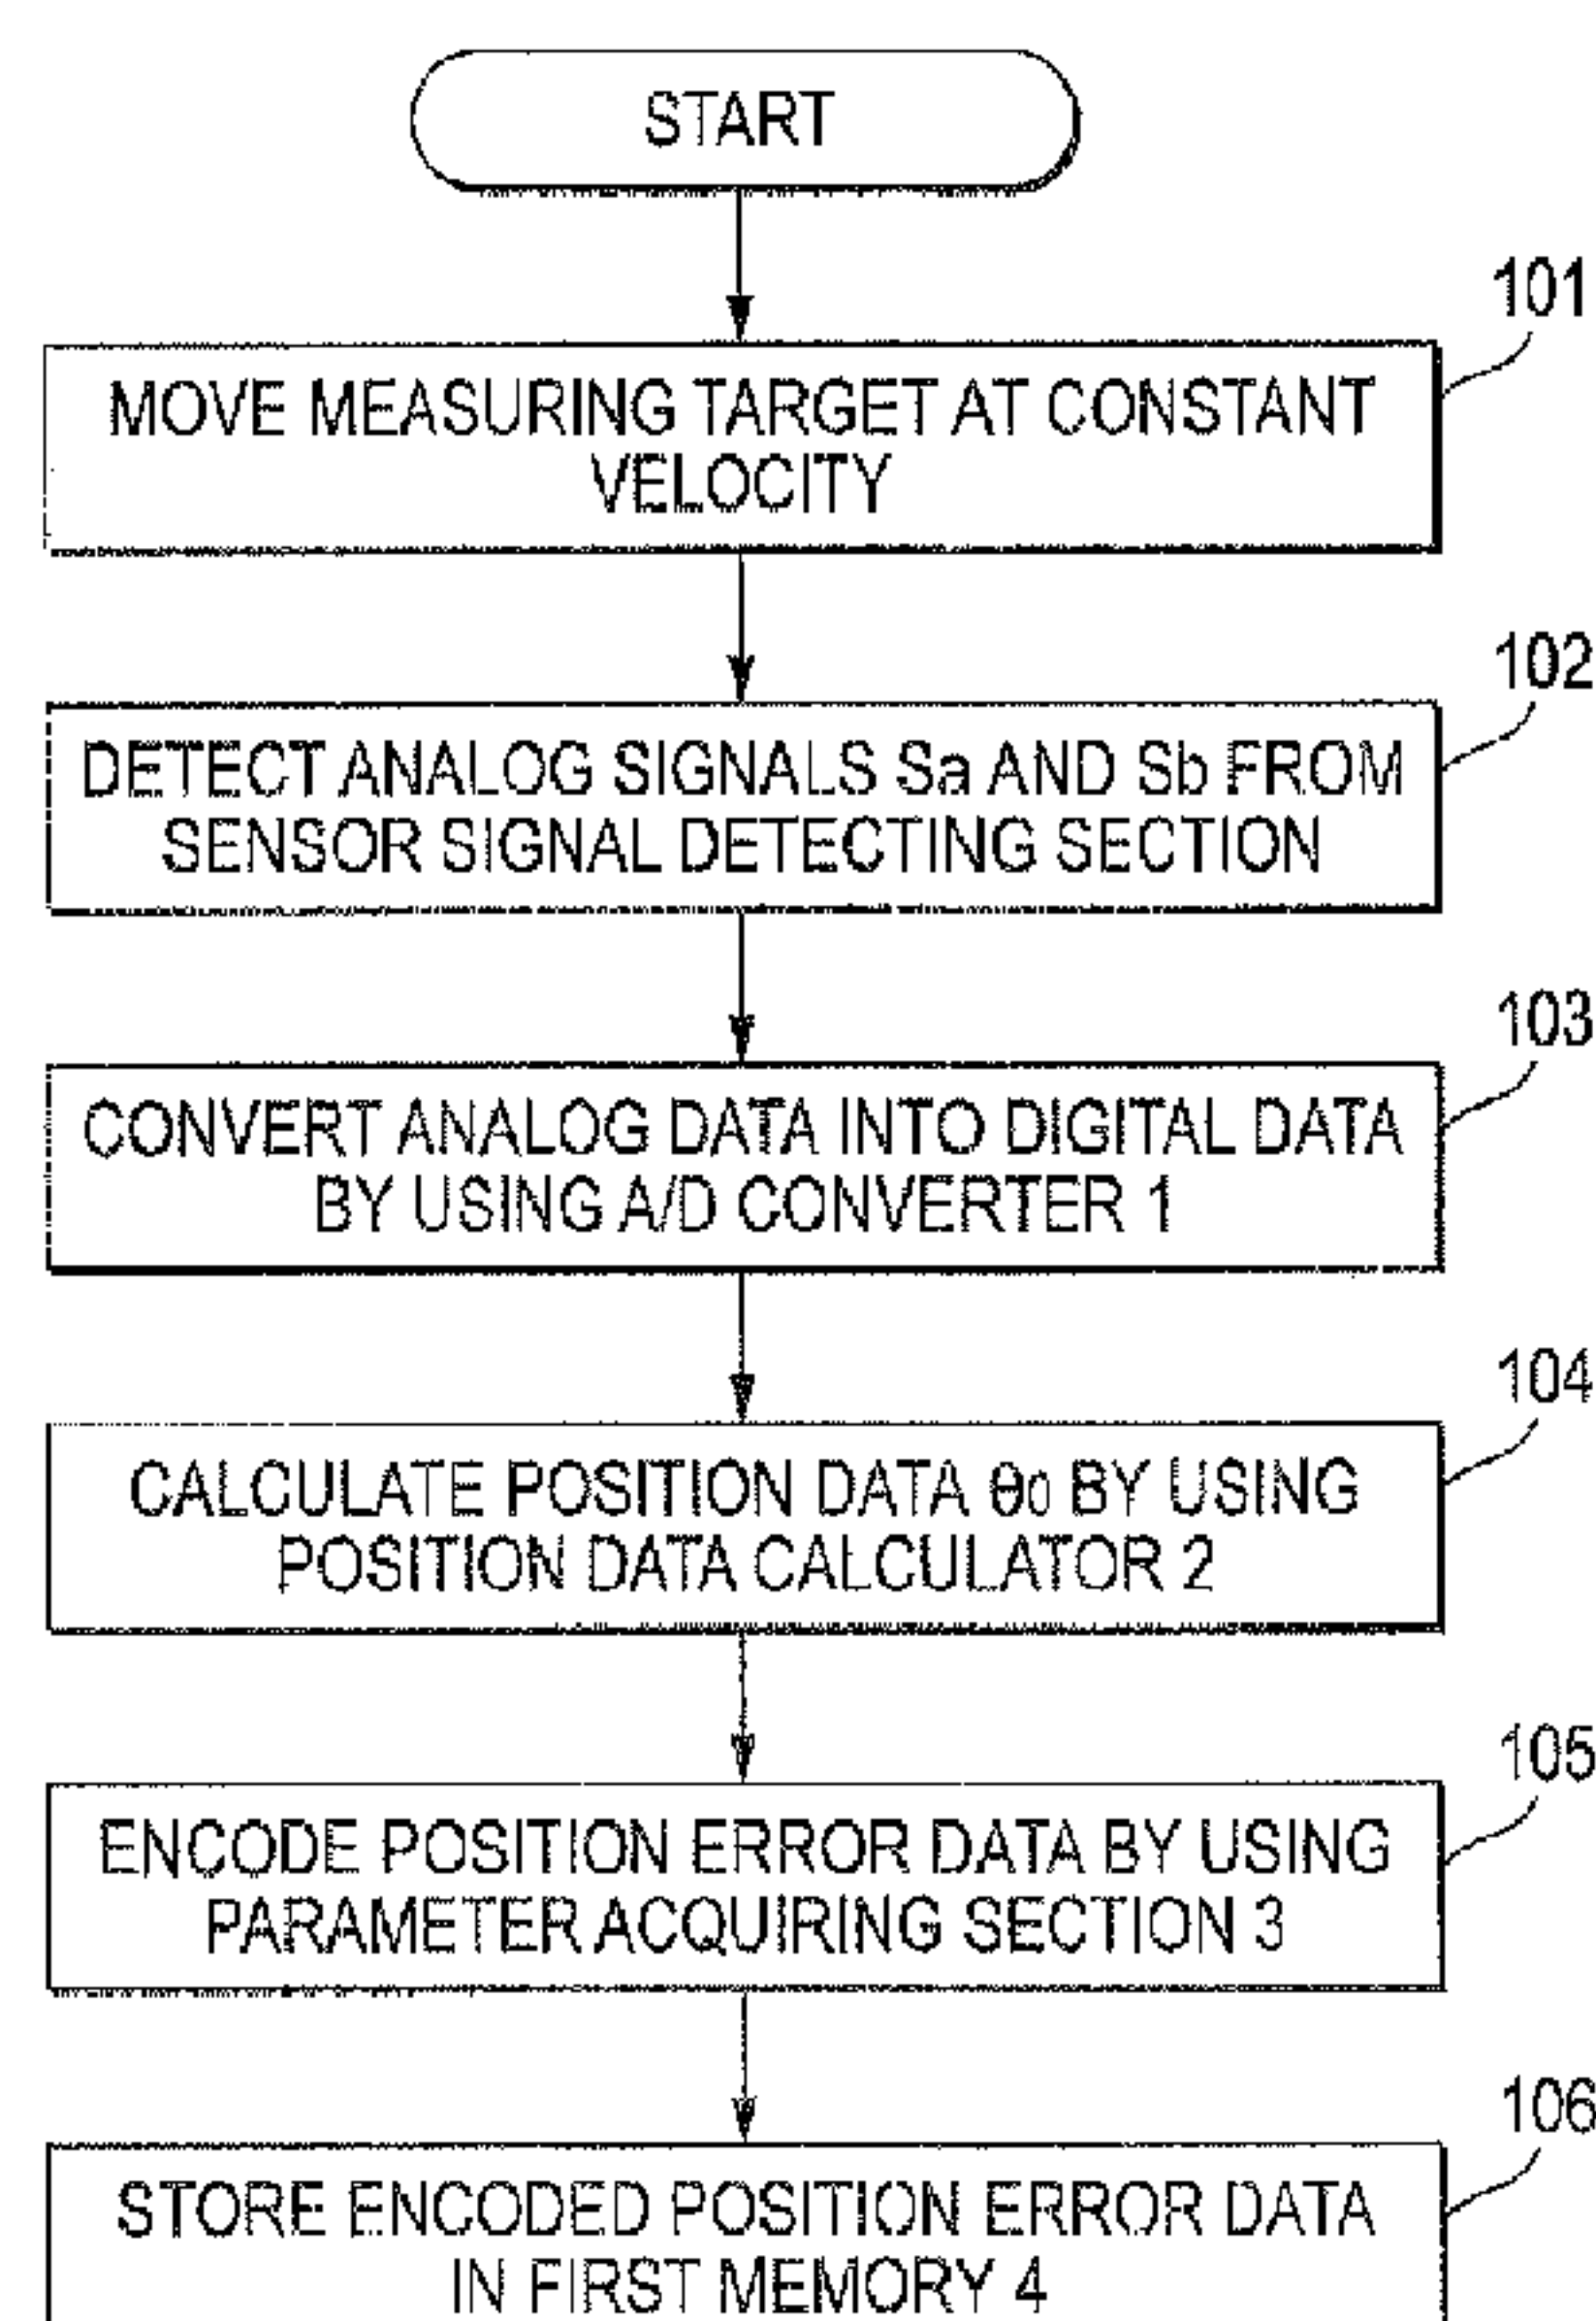 START
101
MOVE MEASURING TARGET AT CONSTANT
VELOCITY
102
DETECT ANALOG SIGNALS Sa AND Sb FROM
SENSOR SIGNAL DETECTING SECTION
103
CONVERT ANALOG DATA INTO DIGITAL DATA
BY USING A/D CONVERTER 1
104
CALCULATE POSITION DATA θ0 BY USING
POSITION DATA CALCULATOR 2
105
ENCODE POSITION ERROR DATA BY USING
PARAMETER ACQUIRING SECTION 3
106
STORE ENCODED POSITION ERROR DATA
IN FIRST MEMORY 4